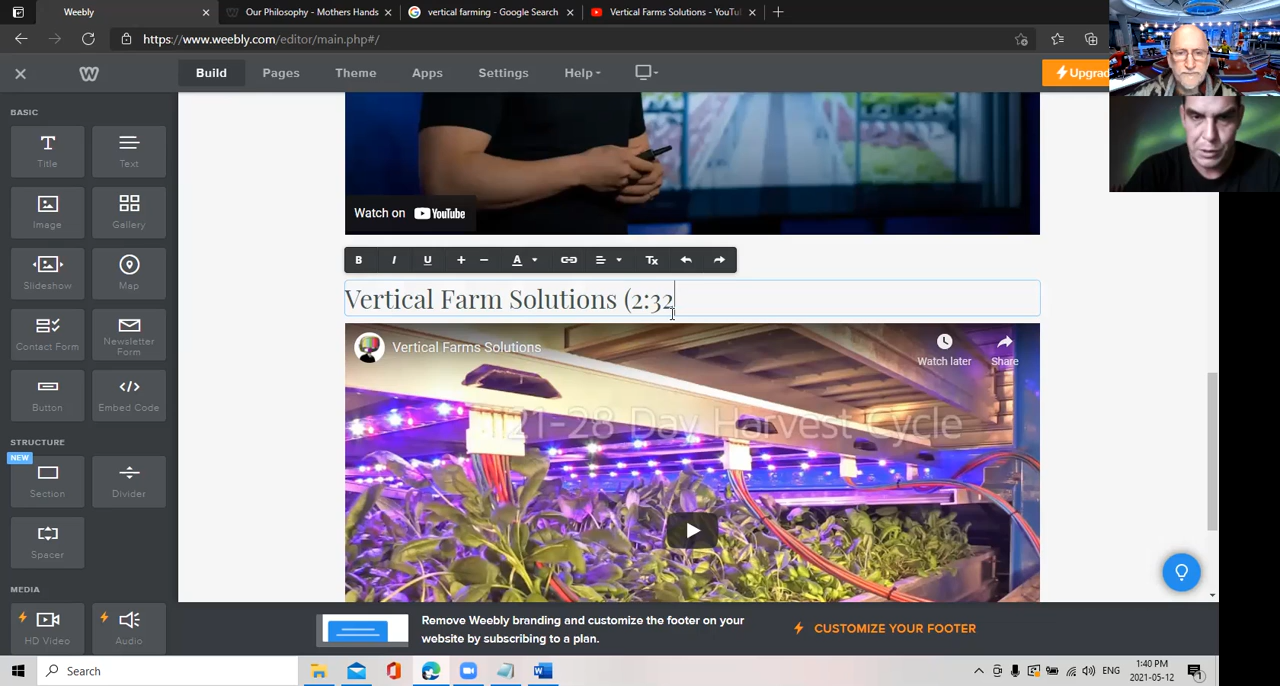 Weebly
Our Philosophy - Mothers Hands
vertical farming - Google Search
Vertical Farms Solutions - YouTu
https://www.weebly.com/editor/main.php#/
Build
Pages
Theme
Apps
Settings
Help
Upgrad
BASIC
Title
Text
Image
Gallery
Slideshow
Map
Contact Form
Newsletter
Form
Button
Embed Code
STRUCTURE
NEW
Section
Divider
Spacer
MEDIA
HD Video
Audio
Watch on YouTube
B I U + − A Tx
Vertical Farm Solutions (2:32
Vertical Farms Solutions
Watch later
Share
21-28 Day Harvest Cycle
Remove Weebly branding and customize the footer on your
website by subscribing to a plan.
CUSTOMIZE YOUR FOOTER
Search
ENG
1:40 PM
2021-05-12
1